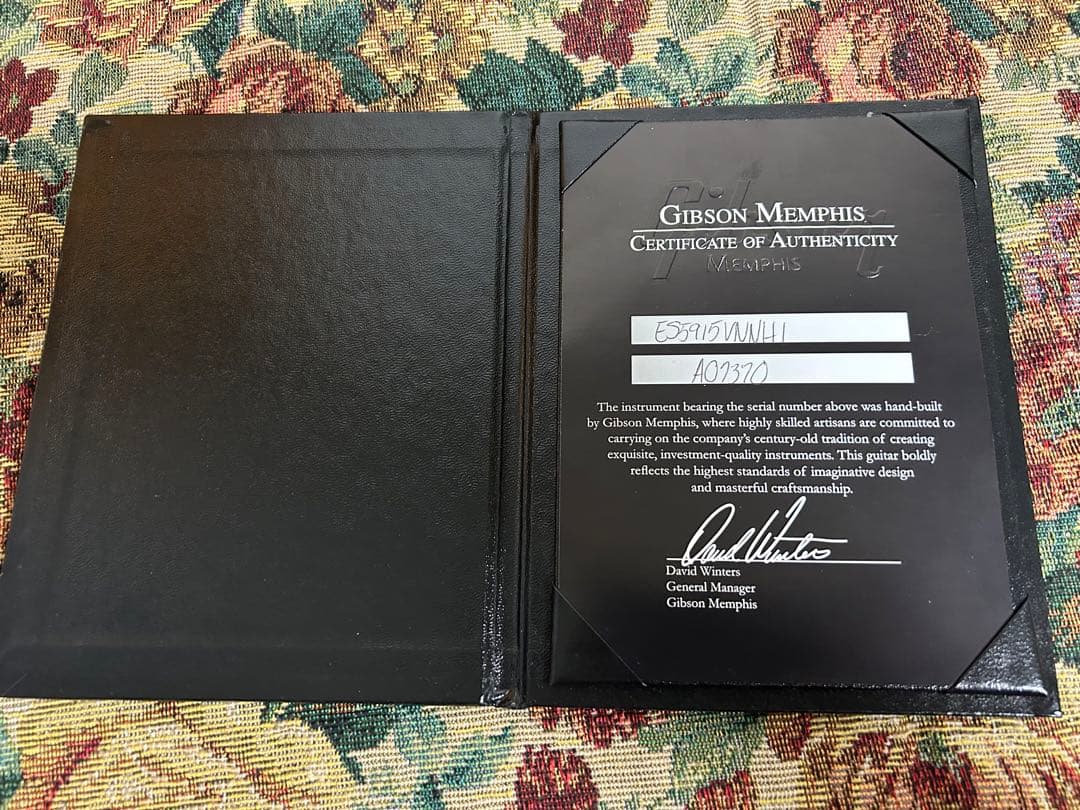 GIBSON MEMPHIS
CERTIFICATE OF AUTHENTICITY
MEMPHIS
ES5915VNNH1
A07370
The instrument bearing the serial number above was hand-built
by Gibson Memphis, where highly skilled artisans are committed to
carrying on the company's century-old tradition of creating
exquisite, investment-quality instruments. This guitar boldly
reflects the highest standards of imaginative design
and masterful craftsmanship.
David Winters
David Winters
General Manager
Gibson Memphis